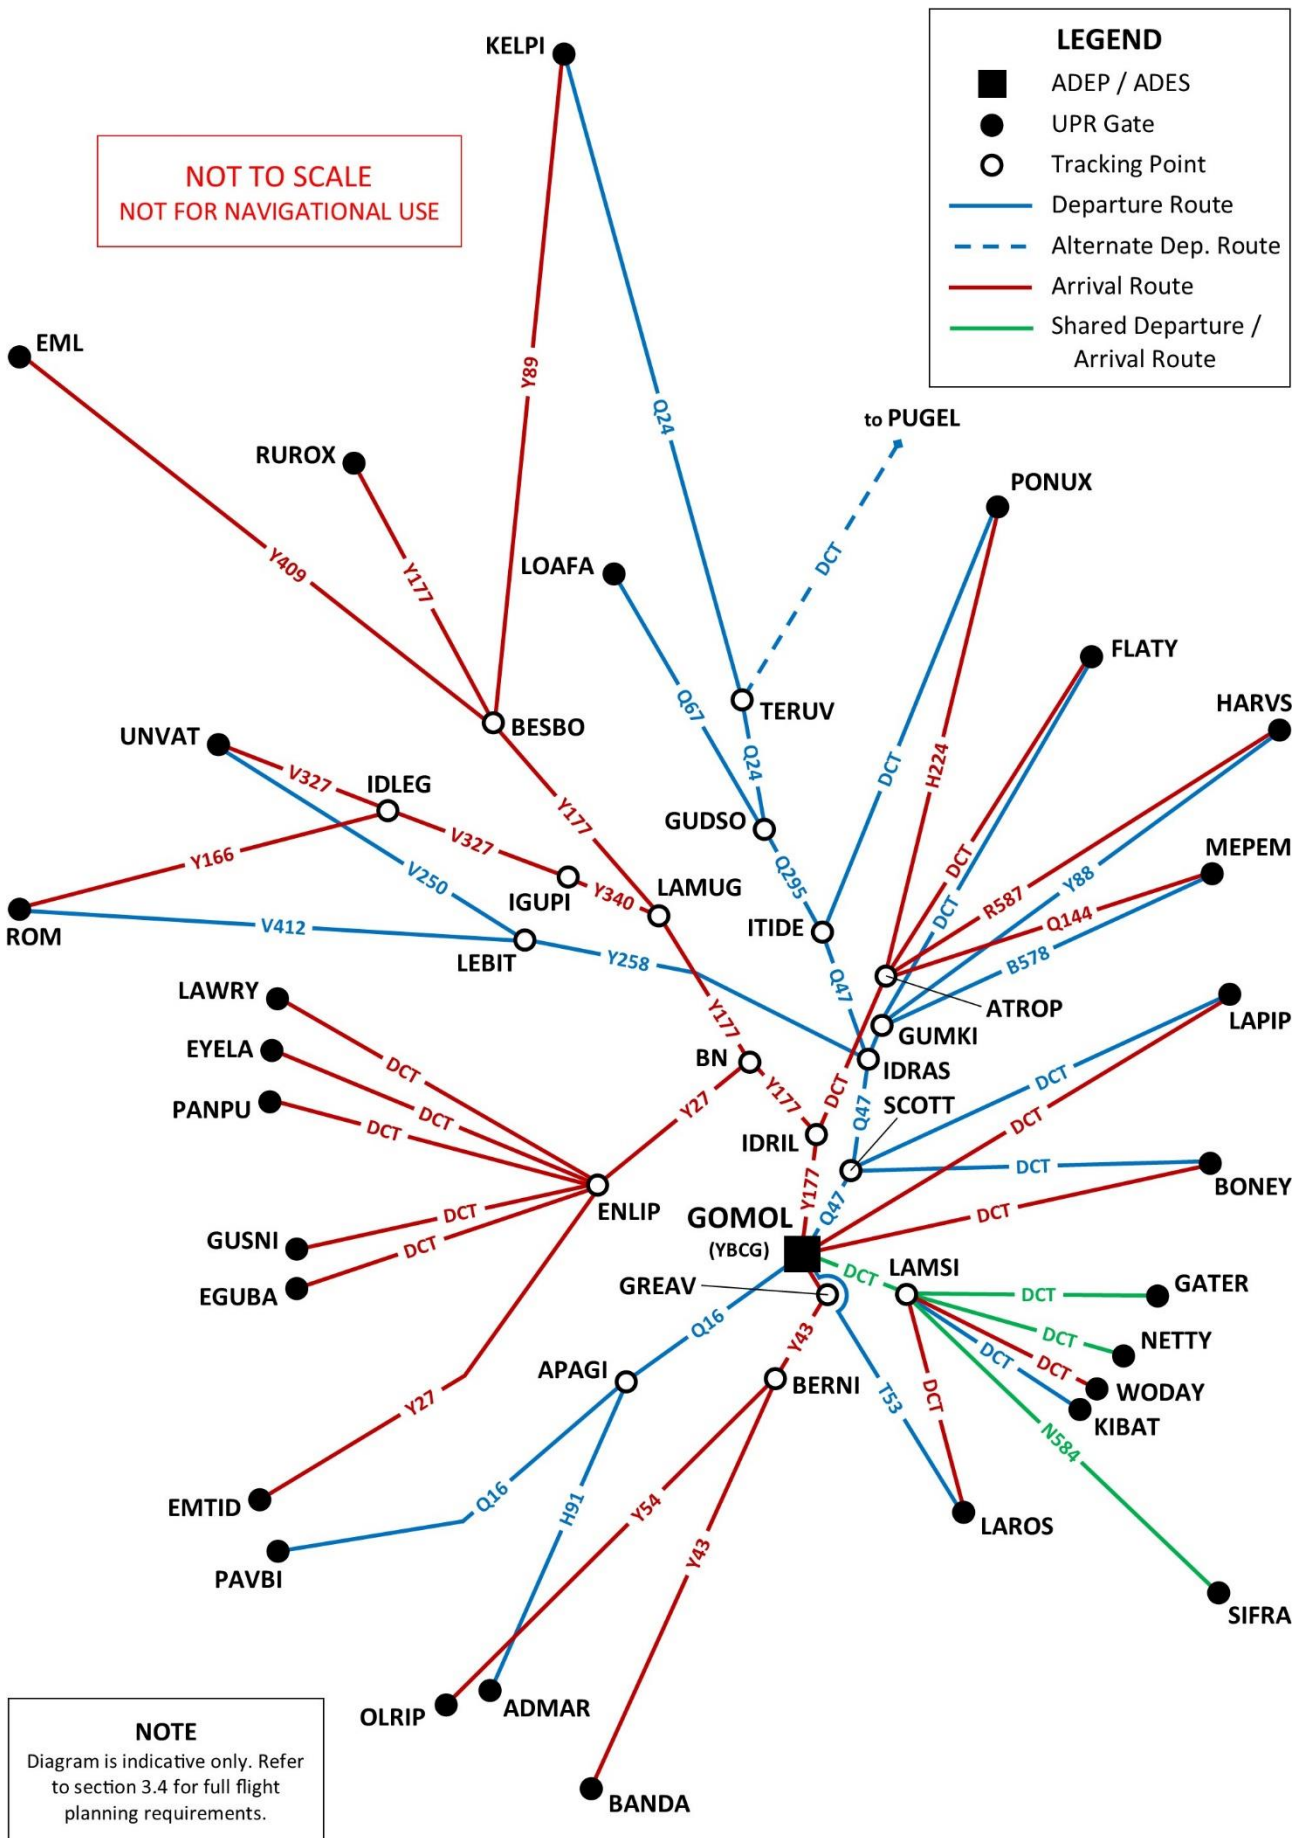 KELPI
LEGEND
ADEP / ADES
UPR Gate
Tracking Point
Departure Route
Alternate Dep. Route
Arrival Route
Shared Departure /
Arrival Route
NOT TO SCALE
NOT FOR NAVIGATIONAL USE
EML
Y89
Q24
to PUGEL
RUROX
PONUX
Y409
Y177
LOAFA
DCT
FLATY
Q67
TERUV
HARVS
UNVAT
BESBO
Q24
DCT
H224
V327
IDLEG
Y177
GUDSO
Y166
V327
V250
IGUPI
Y340
LAMUG
Q295
ITIDE
DCT
DCT
R587
Y88
Q144
B578
MEPEM
ROM
V412
LEBIT
Y258
Q47
ATROP
GUMKI
LAPIP
LAWRY
EYELA
PANPU
DCT
DCT
DCT
Y177
BN
Y27
Y177
DCT
IDRAS
SCOTT
Q47
DCT
DCT
IDRIL
ENLIP
Y177
Q47
DCT
BONEY
DCT
GUSNI
DCT
EGUBA
DCT
GOMOL
(YBCG)
DCT
LAMSI
GREAV
DCT
GATER
DCT
NETTY
DCT
WODAY
DCT
KIBAT
DCT
N584
Q16
APAGI
Y43
BERNI
T53
Y27
EMTID
Q16
H91
Y54
Y43
LAROS
PAVBI
SIFRA
OLRIP
ADMAR
BANDA
NOTE
Diagram is indicative only. Refer
to section 3.4 for full flight
planning requirements.